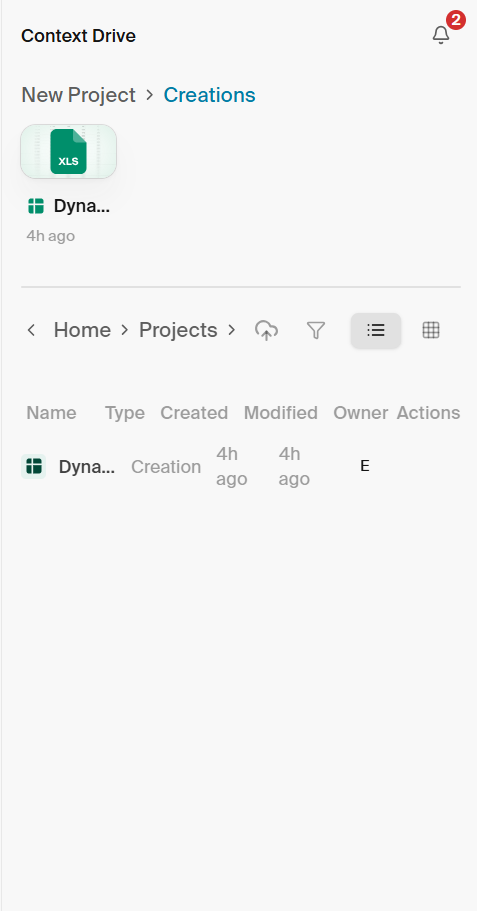 Context Drive
2
New Project > Creations
XLS
Dyna...
4h ago
Home > Projects >
Name Type Created Modified Owner Actions
Dyna... Creation 4h ago 4h ago E